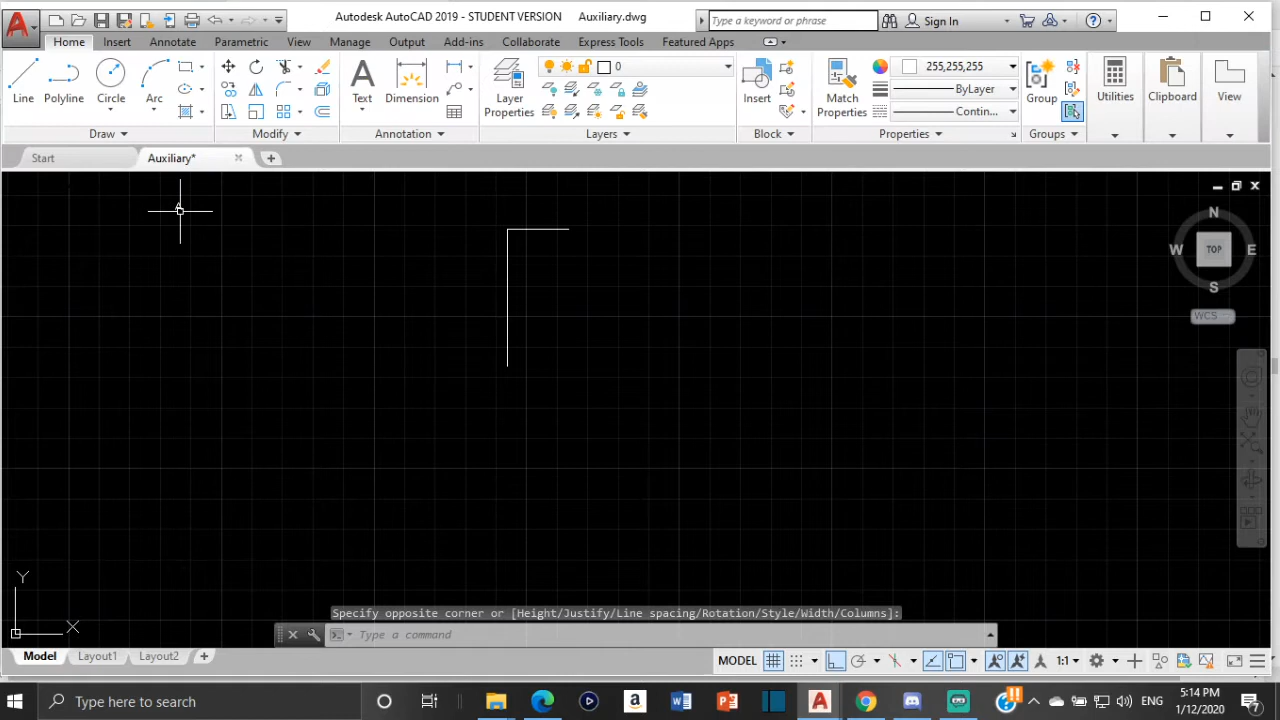 Autodesk AutoCAD 2019 - STUDENT VERSION Auxiliary.dwg
Type a keyword or phrase
Sign In
Home Insert Annotate Parametric View Manage Output Add-ins Collaborate Express Tools Featured Apps
0
255,255,255
ByLayer
Contin...
Line Polyline Circle Arc
Text Dimension
Layer Properties
Insert
Match Properties
Group
Utilities Clipboard View
Draw Modify Annotation Layers Block Properties Groups
Start Auxiliary*
A
N
W TOP E
S
WCS
Y
X
Specify opposite corner or [Height/Justify/Line spacing/Rotation/Style/Width/Columns]:
Type a command
Model Layout1 Layout2
MODEL 1:1
Type here to search
ENG
5:14 PM
1/12/2020
7